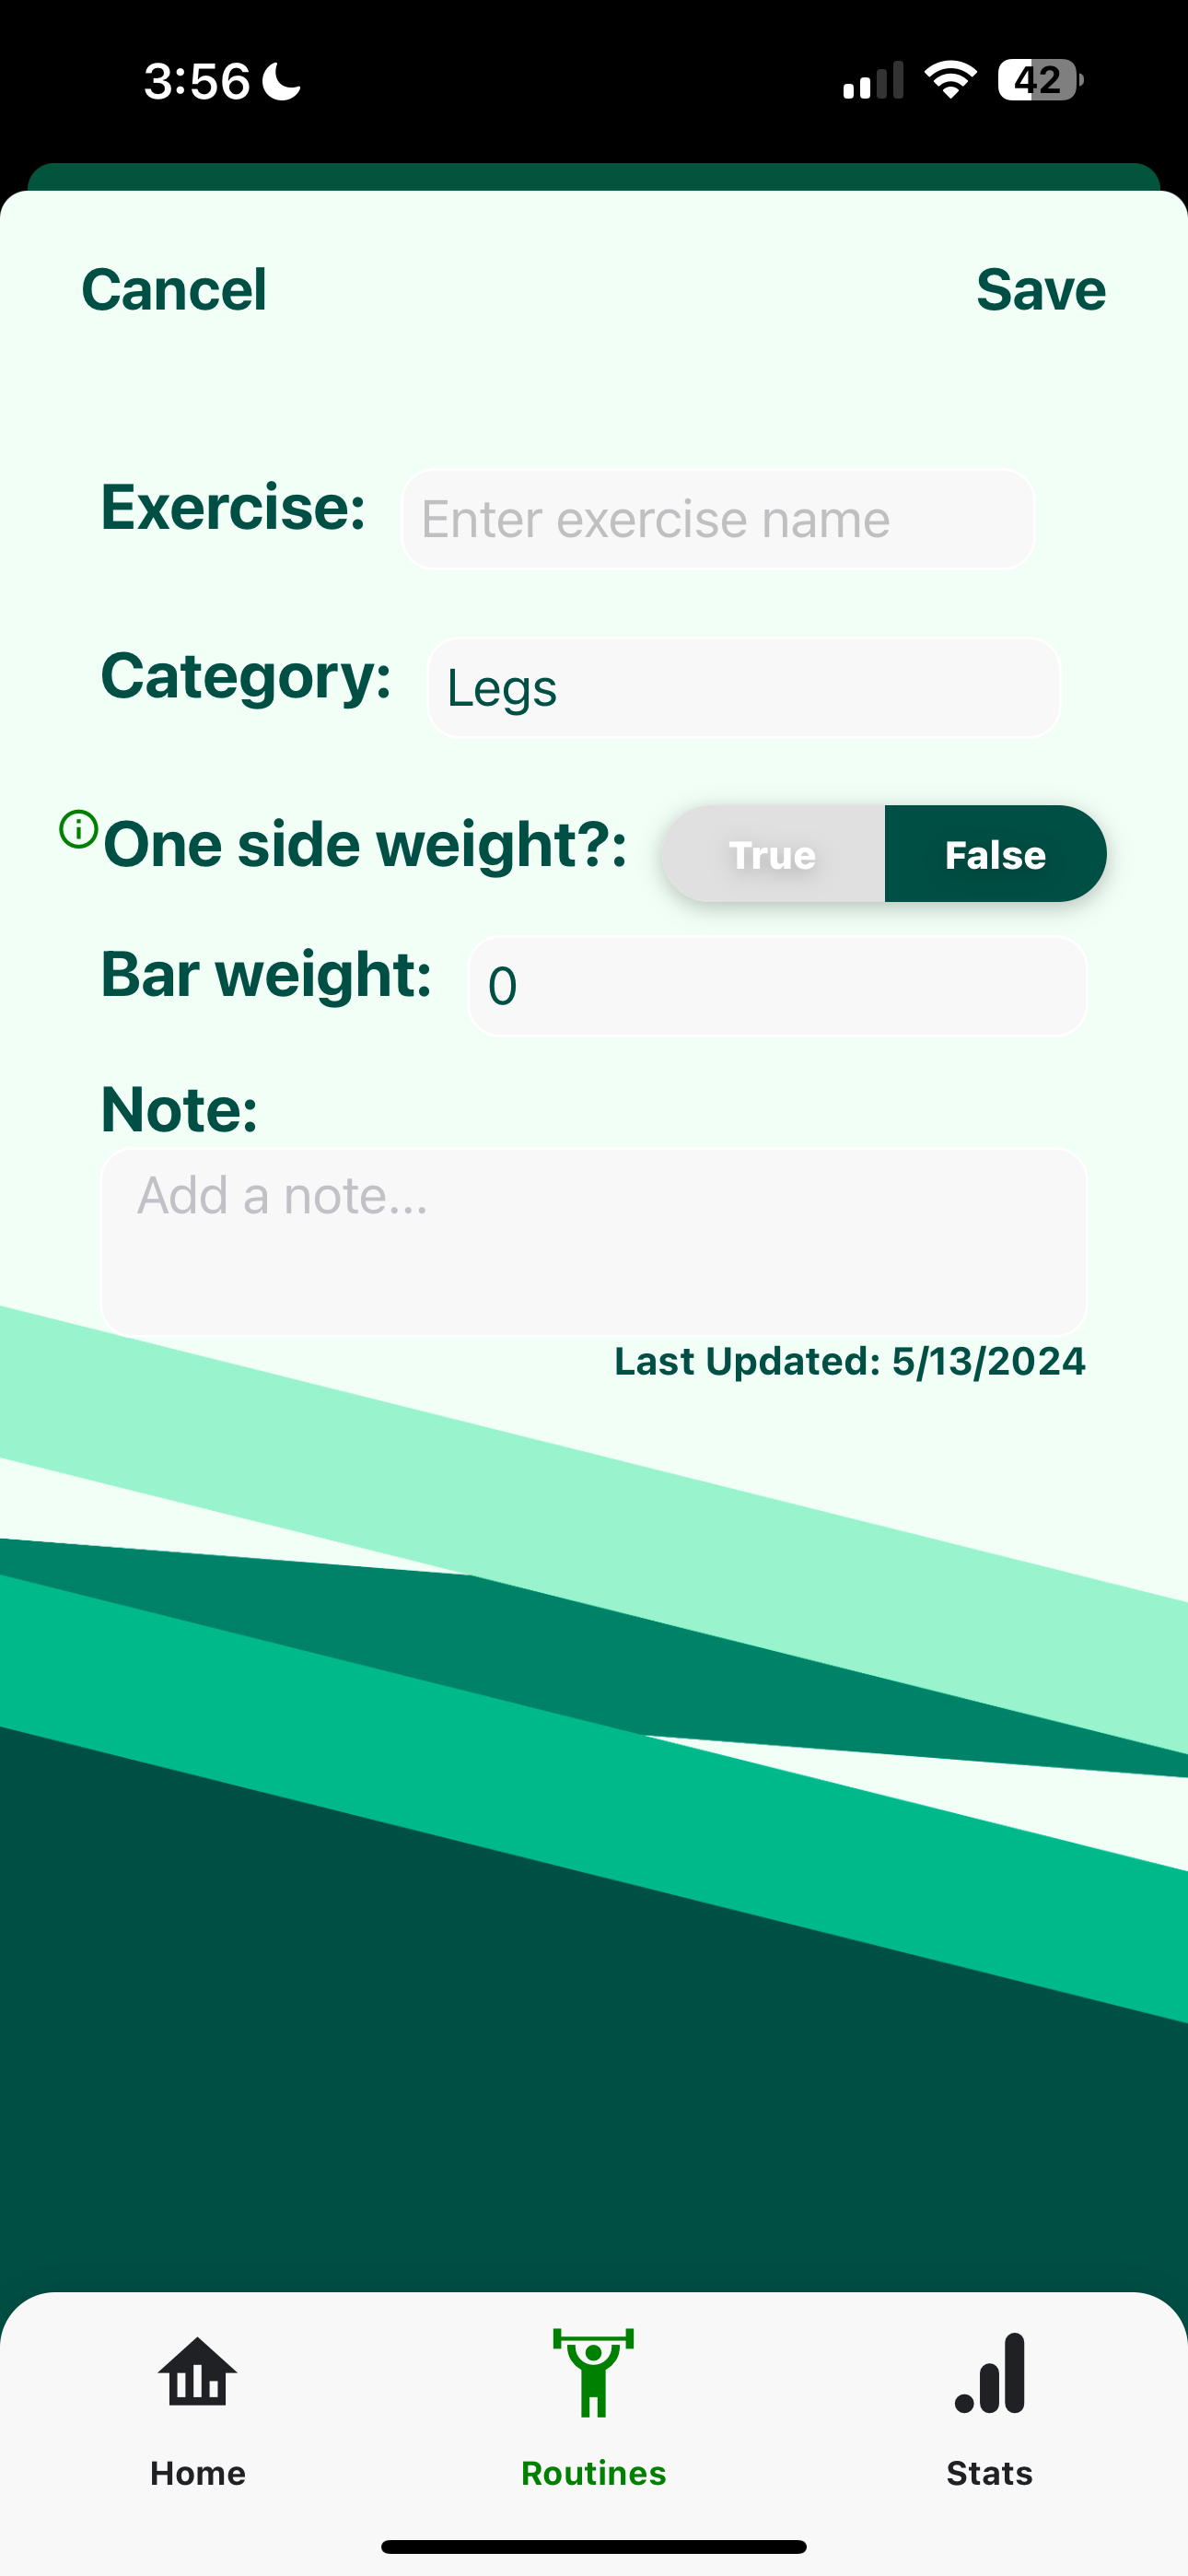 3:56
42
Cancel
Save
Exercise:
Enter exercise name
Category:
Legs
One side weight?:
True
False
Bar weight:
0
Note:
Add a note...
Last Updated: 5/13/2024
Home
Routines
Stats